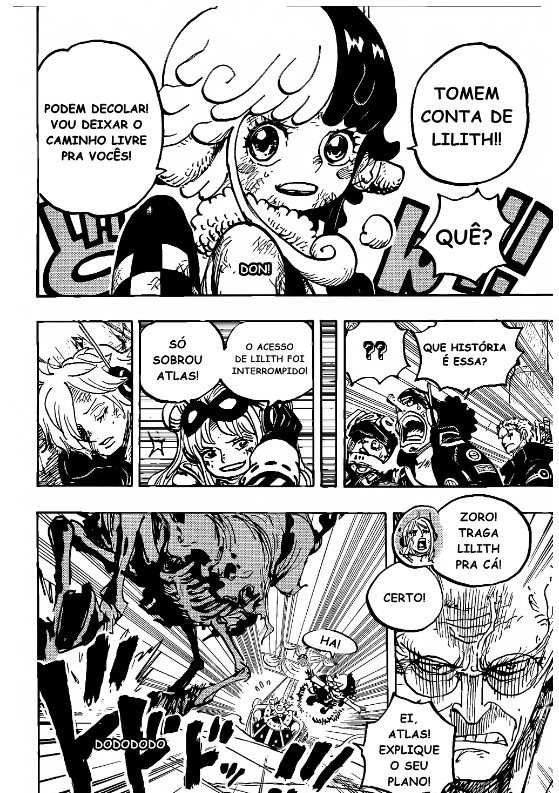 PODEM DECOLAR!
VOU DEIXAR O
CAMINHO LIVRE
PRA VOCÊS!
TOMEM
CONTA DE
LILITH!!
QUÊ?
DON!
SÓ
SOBROU
ATLAS!
O ACESSO
DE LILITH FOI
INTERROMPIDO!
??
QUE HISTÓRIA
É ESSA?
ZORO!
TRAGA
LILITH
PRA CÁ!
CERTO!
HA!
DODODODO
EI,
ATLAS!
EXPLIQUE
O SEU
PLANO!